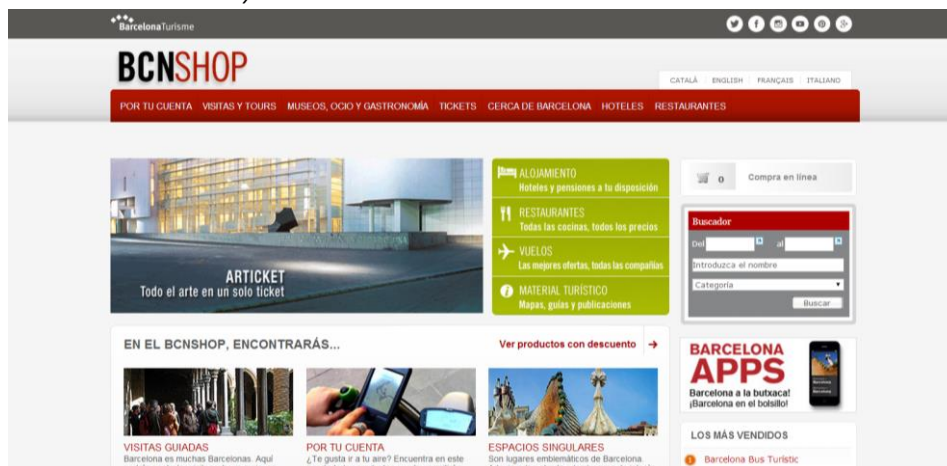 BarcelonaTurisme
BCNSHOP
CATALÀ ENGLISH FRANÇAIS ITALIANO
POR TU CUENTA VISITAS Y TOURS MUSEOS, OCIO Y GASTRONOMÍA TICKETS CERCA DE BARCELONA HOTELES RESTAURANTES
ARTICKET
Todo el arte en un solo ticket
ALOJAMIENTO
Hoteles y pensiones a tu disposición
RESTAURANTES
Todas las cocinas, todos los precios
VUELOS
Las mejores ofertas, todas las compañías
MATERIAL TURÍSTICO
Mapas, guías y publicaciones
0 Compra en línea
Buscador
Del al
Introduzca el nombre
Categoría
Buscar
EN EL BCNSHOP, ENCONTRARÁS...
Ver productos con descuento
VISITAS GUIADAS
Barcelona es muchas Barcelonas. Aquí
POR TU CUENTA
¿Te gusta ir a tu aire? Encuentra en este
ESPACIOS SINGULARES
Son lugares emblemáticos de Barcelona.
BARCELONA
APPS
Barcelona a la butxaca!
¡Barcelona en el bolsillo!
LOS MÁS VENDIDOS
1 Barcelona Bus Turístic